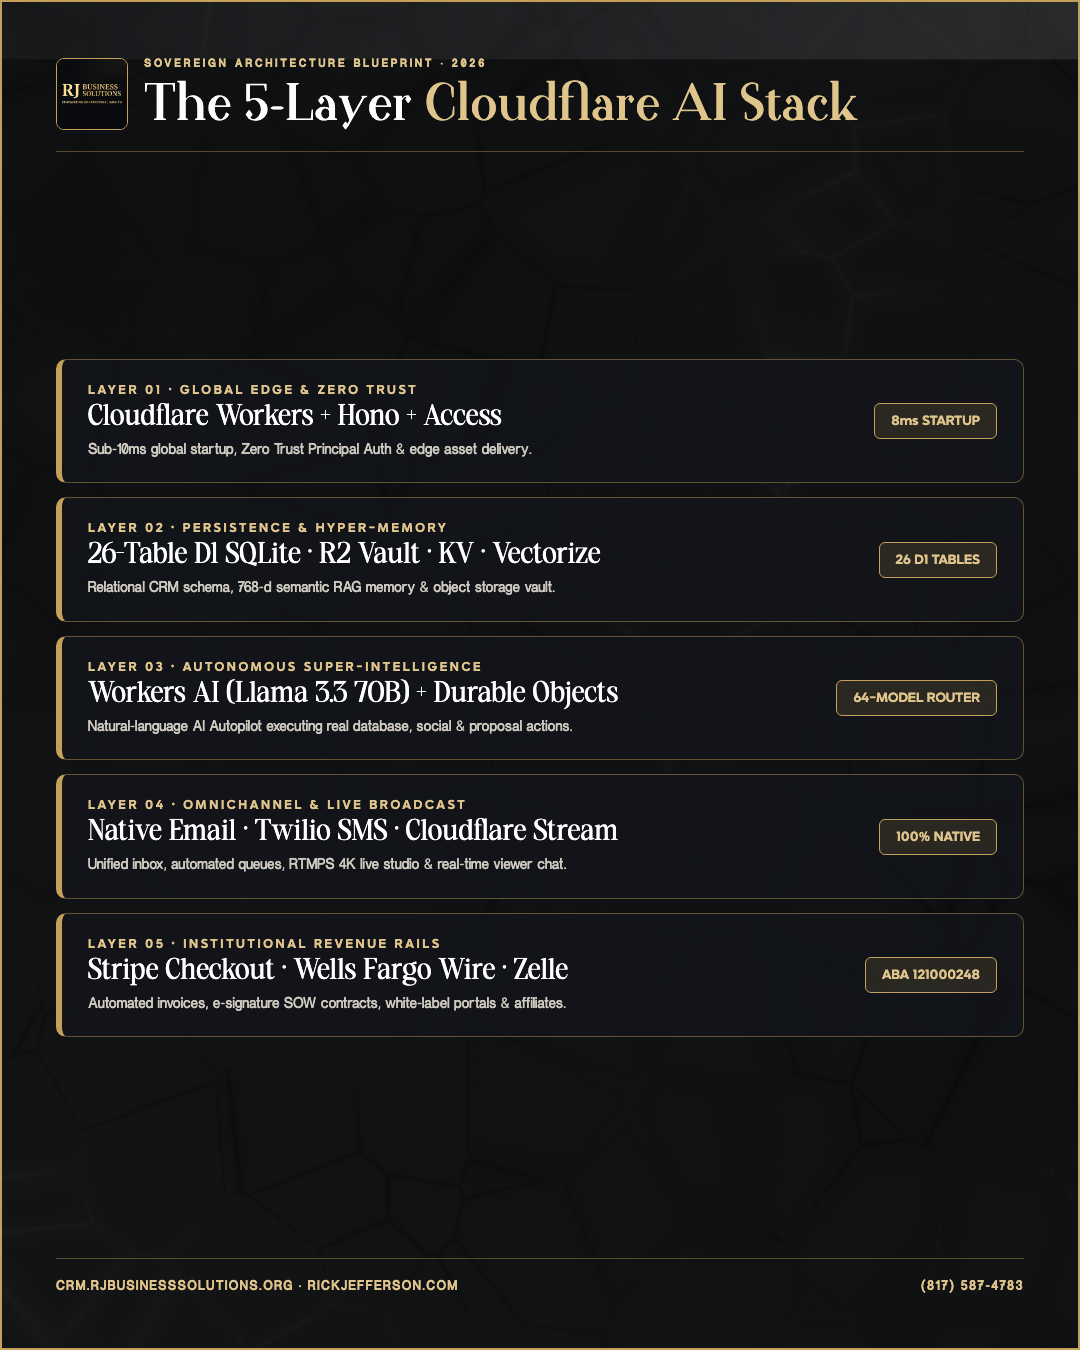 RJ BUSINESS SOLUTIONS
SOVEREIGN ARCHITECTURE BLUEPRINT · 2026
The 5-Layer Cloudflare AI Stack
LAYER 01 · GLOBAL EDGE & ZERO TRUST
Cloudflare Workers + Hono + Access
Sub-10ms global startup, Zero Trust Principal Auth & edge asset delivery.
8ms STARTUP
LAYER 02 · PERSISTENCE & HYPER-MEMORY
26-Table D1 SQLite · R2 Vault · KV · Vectorize
Relational CRM schema, 768-d semantic RAG memory & object storage vault.
26 D1 TABLES
LAYER 03 · AUTONOMOUS SUPER-INTELLIGENCE
Workers AI (Llama 3.3 70B) + Durable Objects
Natural-language AI Autopilot executing real database, social & proposal actions.
64-MODEL ROUTER
LAYER 04 · OMNICHANNEL & LIVE BROADCAST
Native Email · Twilio SMS · Cloudflare Stream
Unified inbox, automated queues, RTMPS 4K live studio & real-time viewer chat.
100% NATIVE
LAYER 05 · INSTITUTIONAL REVENUE RAILS
Stripe Checkout · Wells Fargo Wire · Zelle
Automated invoices, e-signature SOW contracts, white-label portals & affiliates.
ABA 121000248
CRM.RJBUSINESSSOLUTIONS.ORG · RICKJEFFERSON.COM
(817) 587-4783